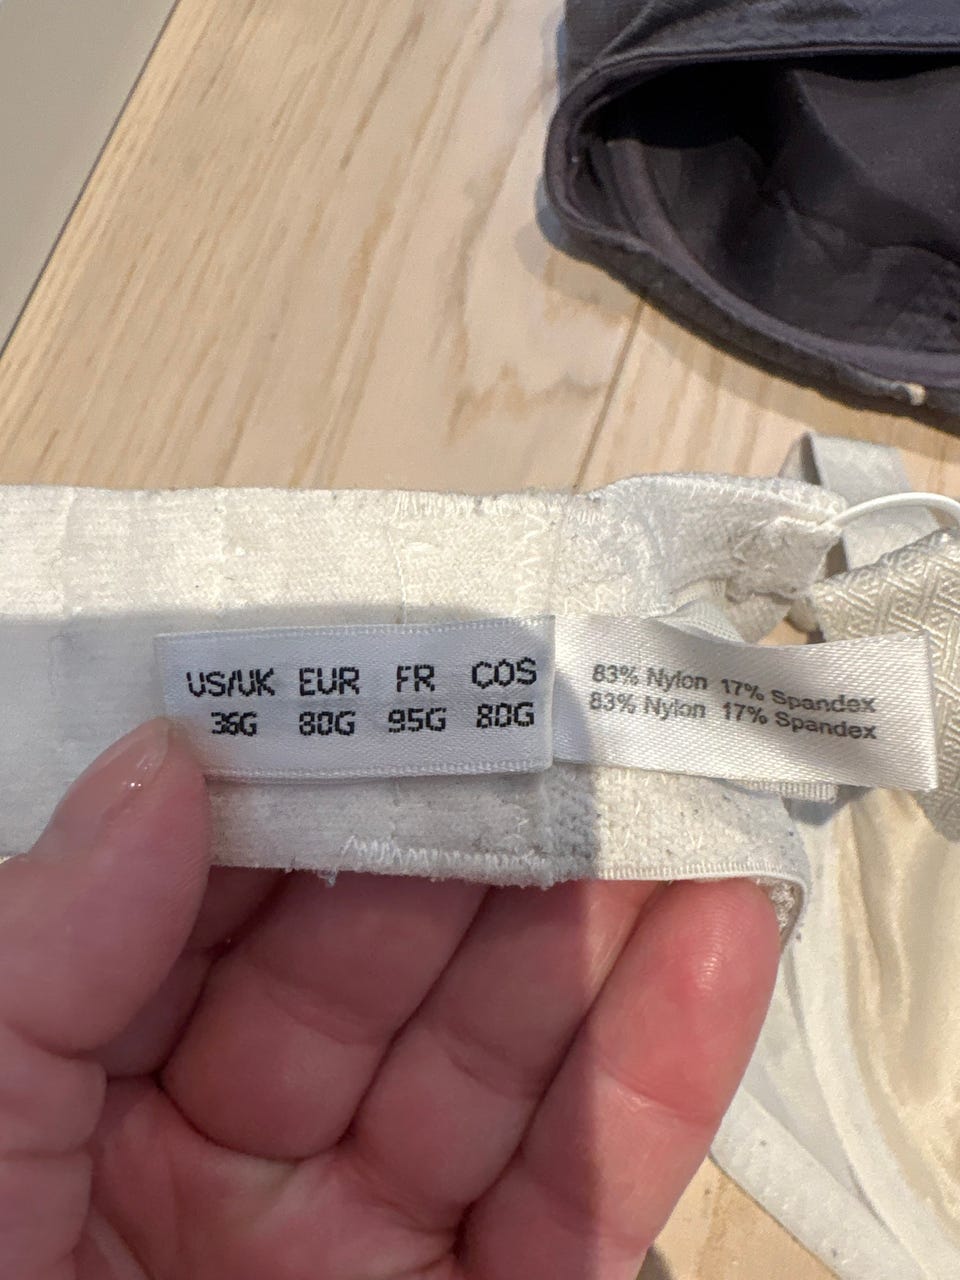 US/UK EUR FR COS
36G 80G 95G 80G
83% Nylon 17% Spandex
83% Nylon 17% Spandex